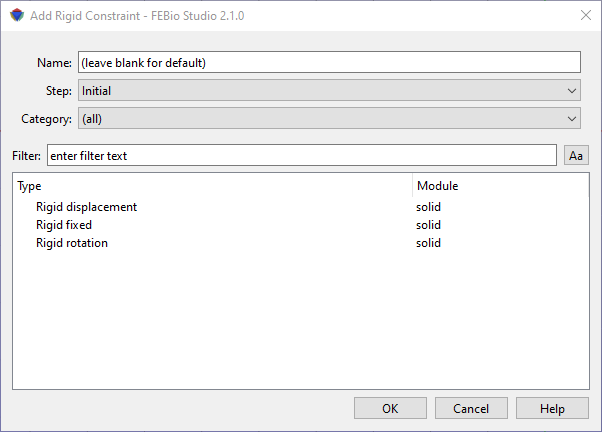 Add Rigid Constraint - FEBio Studio 2.1.0
Name: (leave blank for default)
Step: Initial
Category: (all)
Filter: enter filter text Aa
Type Module
Rigid displacement solid
Rigid fixed solid
Rigid rotation solid
OK Cancel Help